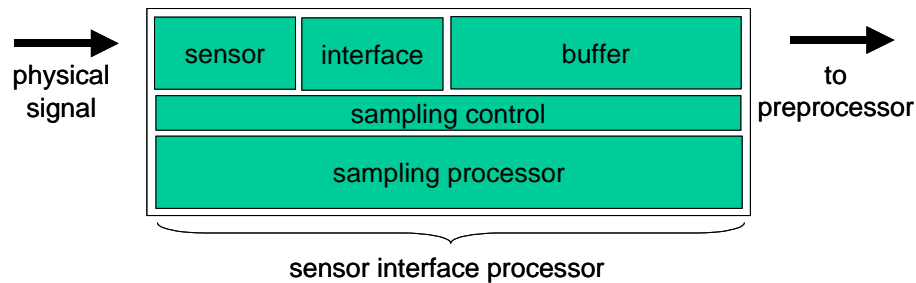 physical
signal
sensor
interface
buffer
to
preprocessor
sampling control
sampling processor
sensor interface processor